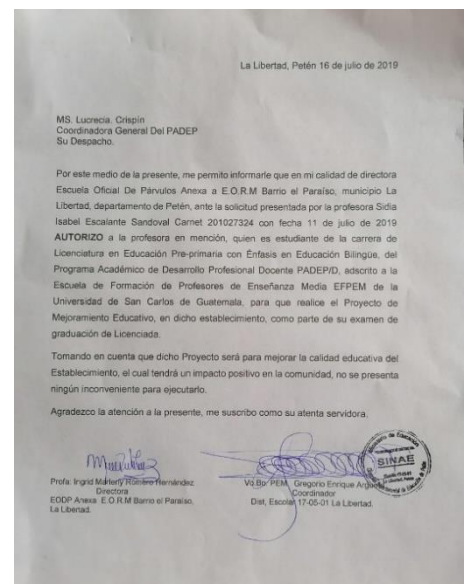 La Libertad, Petén 16 de julio de 2019
MS. Lucrecia. Crispin
Coordinadora General Del PADEP
Su Despacho.
Por este medio de la presente, me permito informarle que en mi calidad de directora
Escuela Oficial De Párvulos Anexa a E.O.R.M Barrio el Paraíso, municipio La
Libertad, departamento de Petén, ante la solicitud presentada por la profesora Sidia
Isabel Escalante Sandoval Carnet 201027324 con fecha 11 de julio de 2019
AUTORIZO a la profesora en mención, quien es estudiante de la carrera de
Licenciatura en Educación Pre-primaria con Énfasis en Educación Bilingüe, del
Programa Académico de Desarrollo Profesional Docente PADEP/D, adscrito a la
Escuela de Formación de Profesores de Enseñanza Media EFPEM de la
Universidad de San Carlos de Guatemala, para que realice el Proyecto de
Mejoramiento Educativo, en dicho establecimiento, como parte de su examen de
graduación de Licenciada.
Tomando en cuenta que dicho Proyecto será para mejorar la calidad educativa del
Establecimiento, el cual tendrá un impacto positivo en la comunidad, no se presenta
ningún inconveniente para ejecutarlo.
Agradezco la atención a la presente, me suscribo como su atenta servidora.
Profa. Ingrid Marleny Romero Hernández
Directora
EODP Anexa E.O.R.M Barrio el Paraíso,
La Libertad.
Vo.Bo. PEM. Gregorio Enrique
Coordinador
Dist. Escolar 17-05-01 La Libertad.
Ministerio de Educación
SINAE